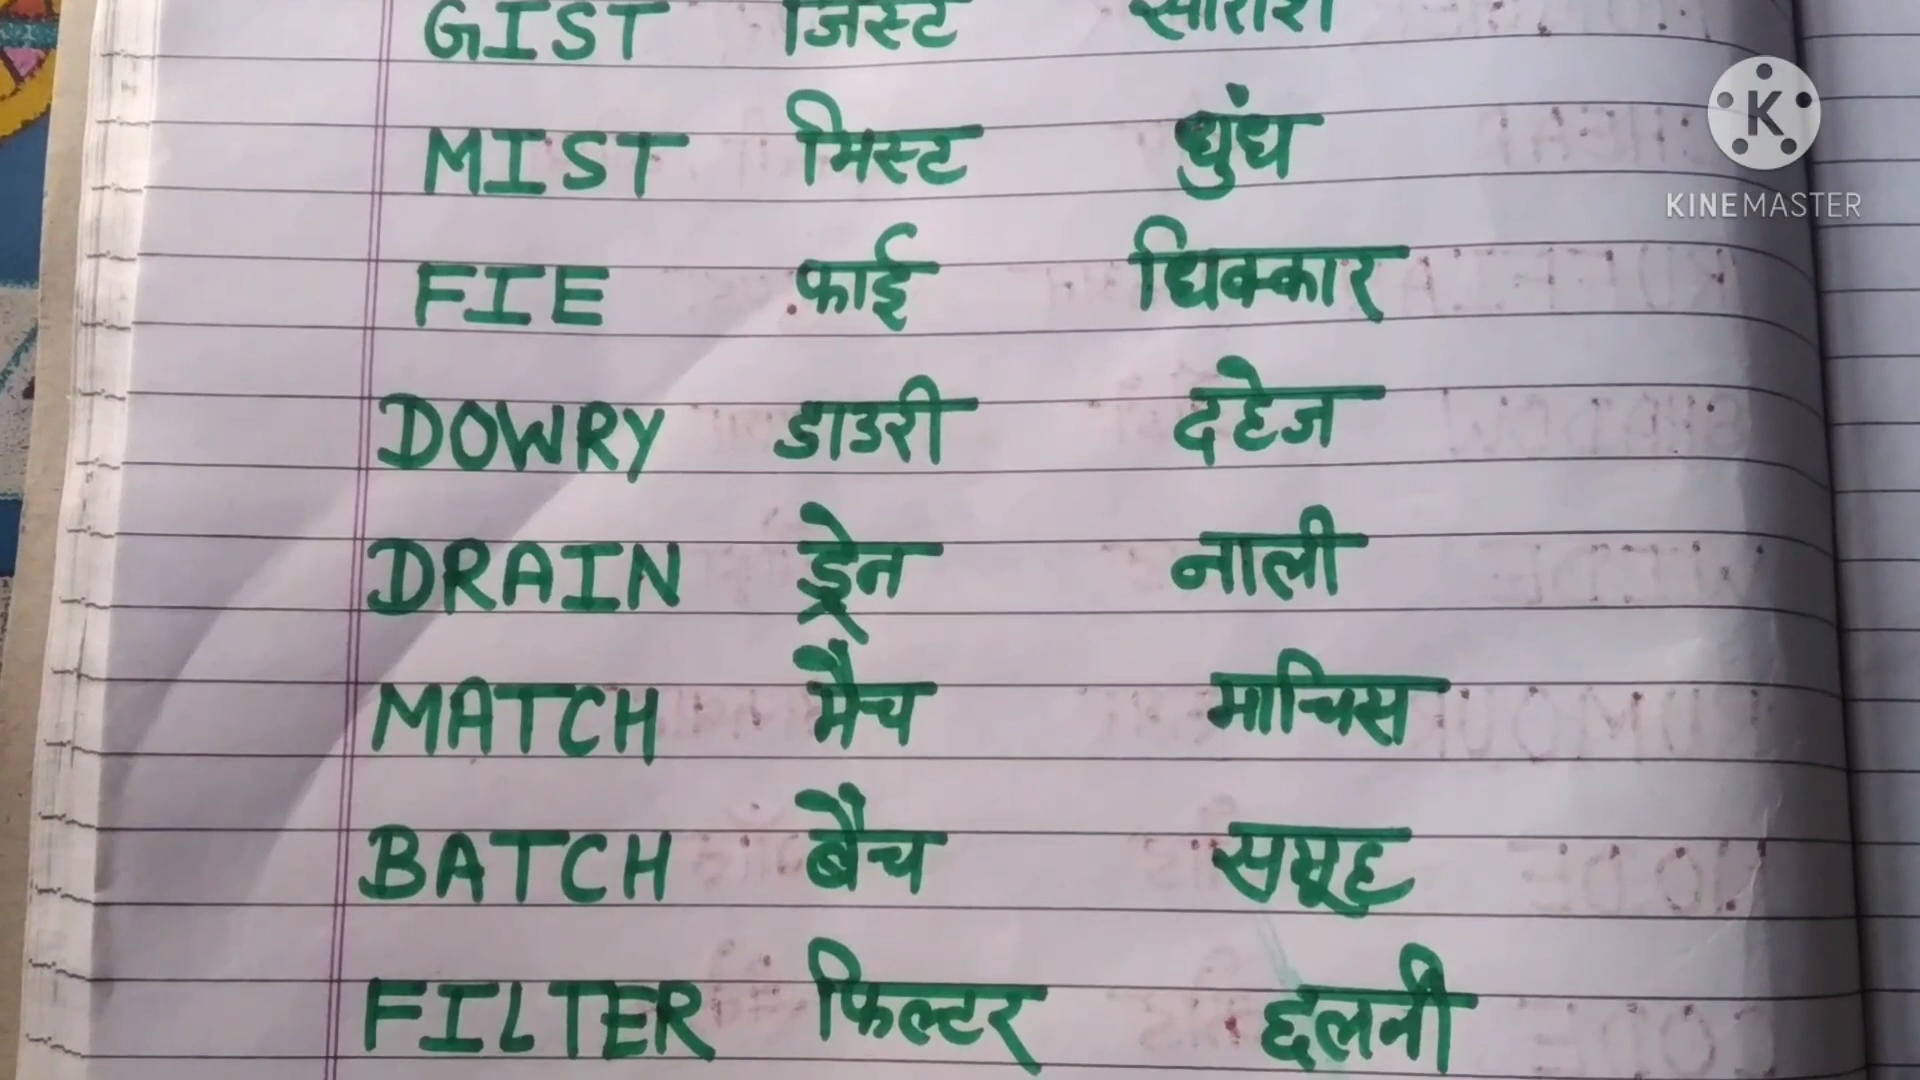 GIST जिस्ट सारांश
MIST मिस्ट धुंध
KINEMASTER
FIE फाई धिक्कार
DOWRY डाउरी दहेज
DRAIN ड्रेन नाली
MATCH मैच माचिस
BATCH बैच समूह
FILTER फिल्टर छलनी